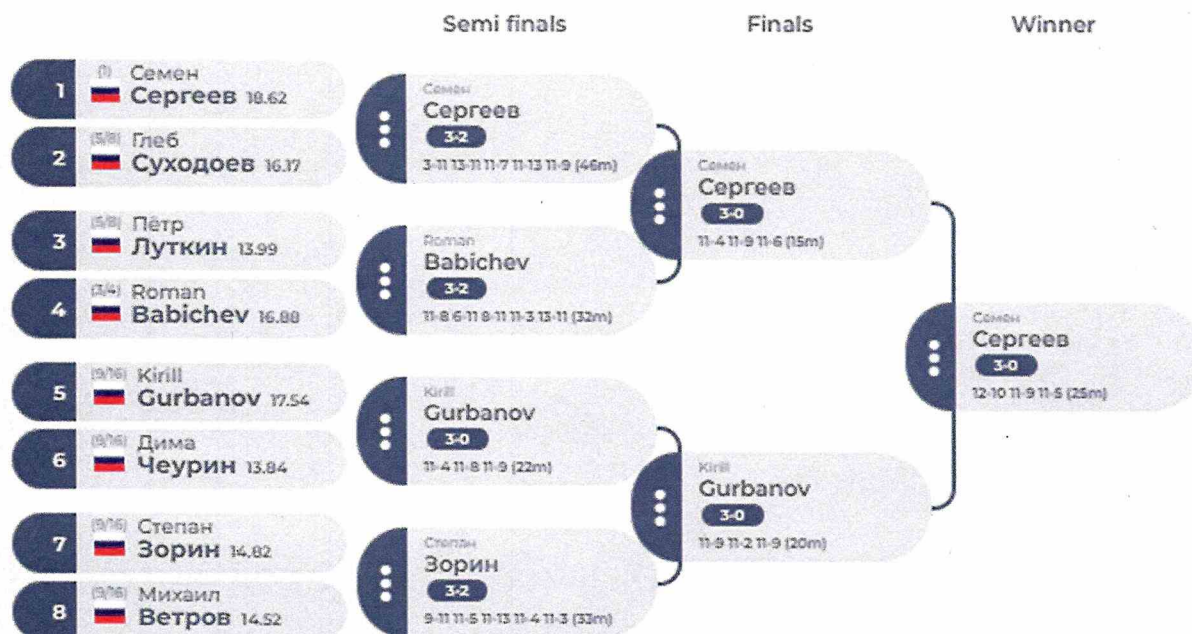 Semi finals
Finals
Winner
1
(1) Семен
Сергеев 18.62
2
(5/8) Глеб
Суходоев 16.17
3
(5/8) Пётр
Луткин 13.99
4
(3/4) Roman
Babichev 16.88
5
(9/16) Kirill
Gurbanov 17.54
6
(9/16) Дима
Чеурин 13.84
7
(9/16) Степан
Зорин 14.82
8
(9/16) Михаил
Ветров 14.52
Семен
Сергеев
3-2
3-11 13-11 11-7 11-13 11-9 (46m)
Roman
Babichev
3-2
11-8 6-11 8-11 11-3 13-11 (32m)
Kirill
Gurbanov
3-0
11-4 11-8 11-9 (22m)
Степан
Зорин
3-2
9-11 11-5 11-13 11-4 11-3 (33m)
Семен
Сергеев
3-0
11-4 11-9 11-6 (15m)
Kirill
Gurbanov
3-0
11-9 11-2 11-9 (20m)
Семен
Сергеев
3-0
12-10 11-9 11-5 (25m)